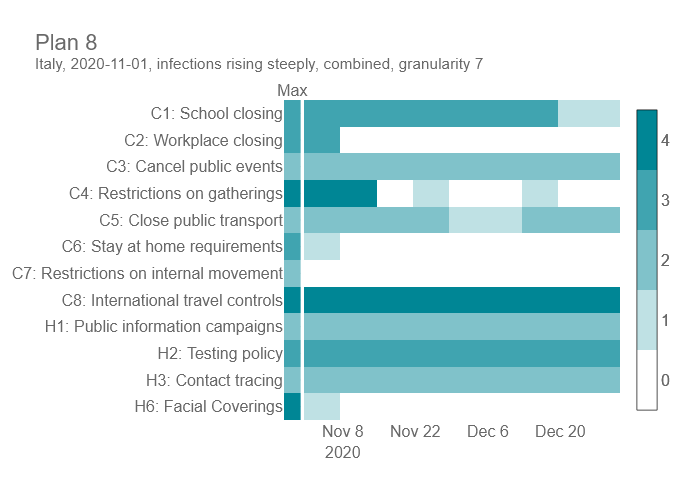 Plan 8
Italy, 2020-11-01, infections rising steeply, combined, granularity 7
Max
C1: School closing
C2: Workplace closing
C3: Cancel public events
C4: Restrictions on gatherings
C5: Close public transport
C6: Stay at home requirements
C7: Restrictions on internal movement
C8: International travel controls
H1: Public information campaigns
H2: Testing policy
H3: Contact tracing
H6: Facial Coverings
Nov 8 Nov 22 Dec 6 Dec 20
2020
4
3
2
1
0